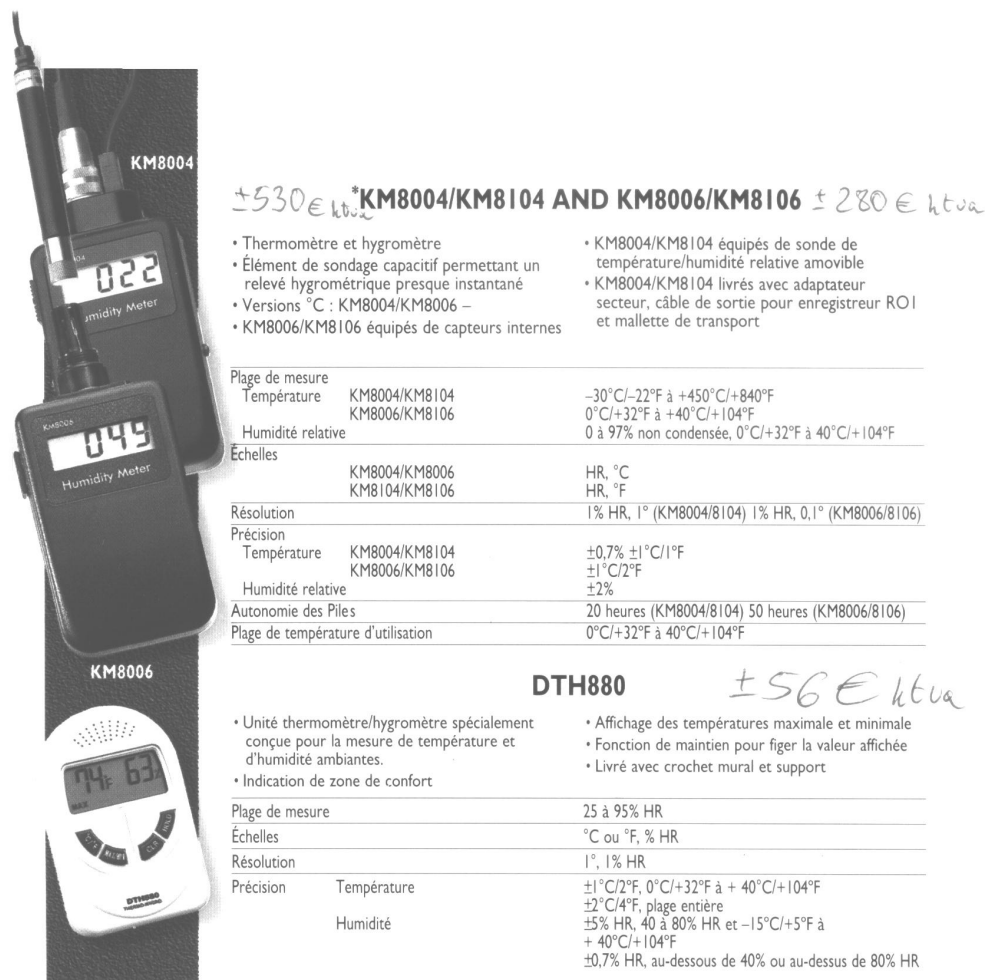 KM8004
±530€ htva *KM8004/KM8104 AND KM8006/KM8106 ± 280 € htva
• Thermomètre et hygromètre
• Élément de sondage capacitif permettant un
relevé hygrométrique presque instantané
• Versions °C : KM8004/KM8006 –
• KM8006/KM8106 équipés de capteurs internes
• KM8004/KM8104 équipés de sonde de
température/humidité relative amovible
• KM8004/KM8104 livrés avec adaptateur
secteur, câble de sortie pour enregistreur RO1
et mallette de transport
04
022
umidity Meter
KM8006
049
Humidity Meter
Plage de mesure
Température KM8004/KM8104 –30°C/–22°F à +450°C/+840°F
KM8006/KM8106 0°C/+32°F à +40°C/+104°F
Humidité relative 0 à 97% non condensée, 0°C/+32°F à 40°C/+104°F
Échelles
KM8004/KM8006 HR, °C
KM8104/KM8106 HR, °F
Résolution 1% HR, 1° (KM8004/8104) 1% HR, 0,1° (KM8006/8106)
Précision
Température KM8004/KM8104 ±0,7% ±1°C/1°F
KM8006/KM8106 ±1°C/2°F
Humidité relative ±2%
Autonomie des Piles 20 heures (KM8004/8104) 50 heures (KM8006/8106)
Plage de température d'utilisation 0°C/+32°F à 40°C/+104°F
KM8006
DTH880 ±56 € htva
• Unité thermomètre/hygromètre spécialement
conçue pour la mesure de température et
d'humidité ambiantes.
• Indication de zone de confort
• Affichage des températures maximale et minimale
• Fonction de maintien pour figer la valeur affichée
• Livré avec crochet mural et support
74°F 63%
MAX
HOLD
CLR
DTH880
Plage de mesure 25 à 95% HR
Échelles °C ou °F, % HR
Résolution 1°, 1% HR
Précision Température ±1°C/2°F, 0°C/+32°F à + 40°C/+104°F
±2°C/4°F, plage entière
Humidité ±5% HR, 40 à 80% HR et –15°C/+5°F à
+ 40°C/+104°F
±0,7% HR, au-dessous de 40% ou au-dessus de 80% HR